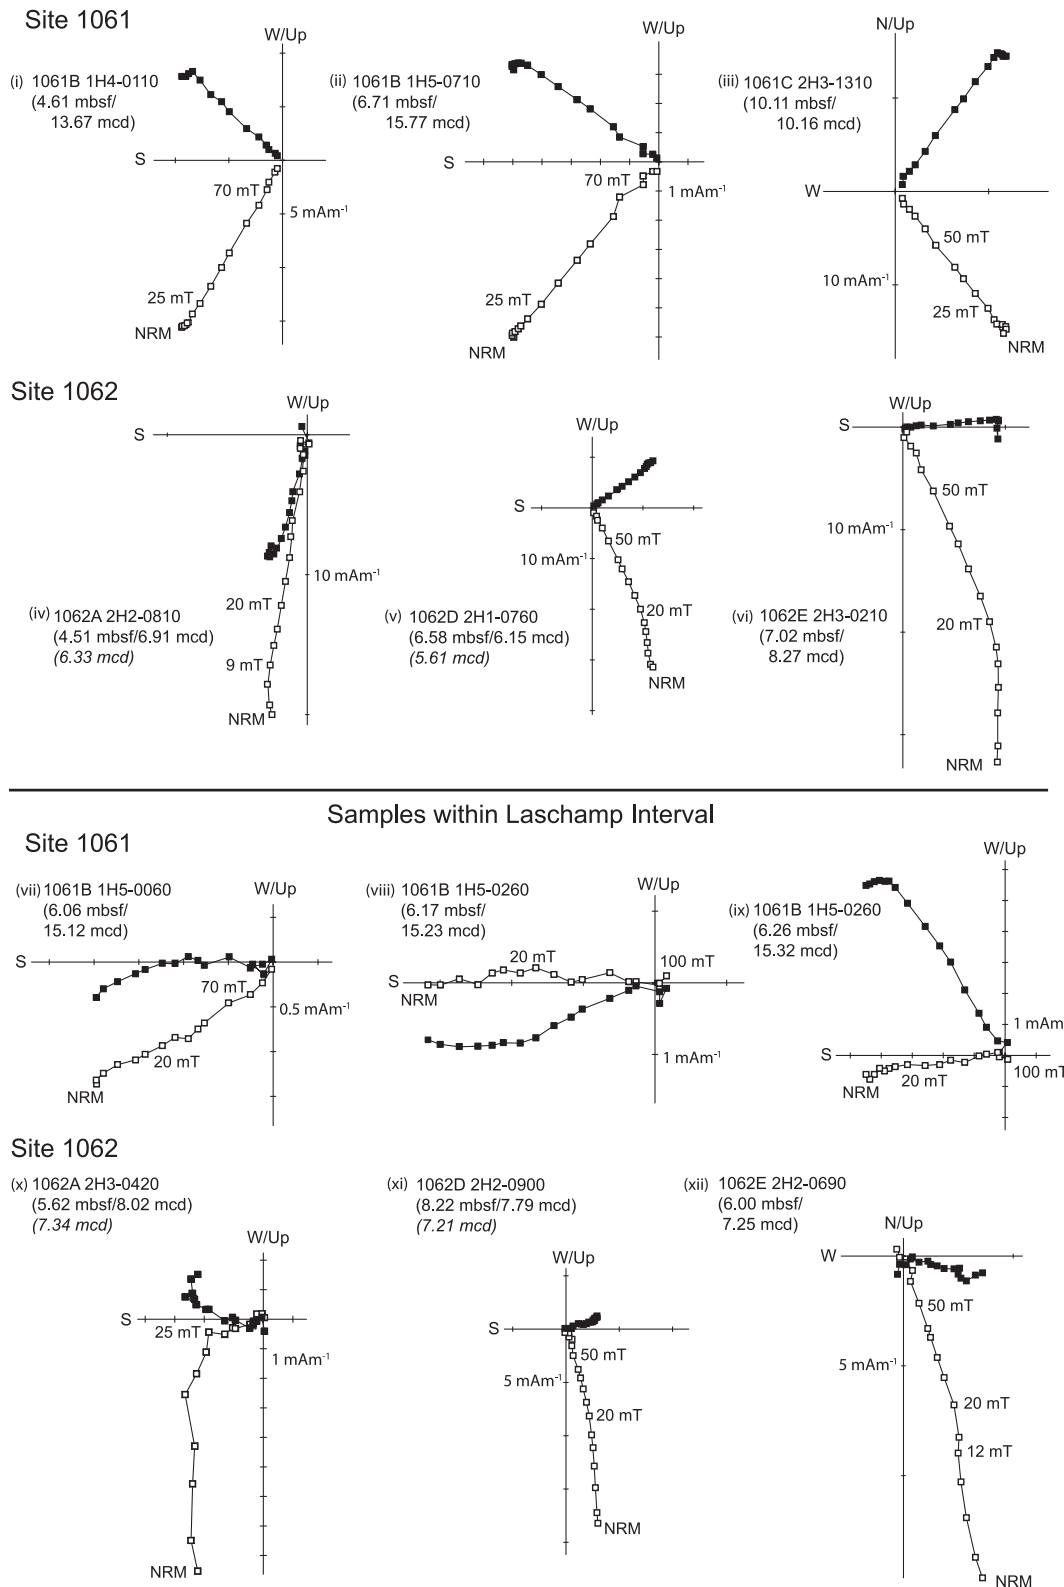 Site 1061
(i) 1061B 1H4-0110
(4.61 mbsf/
13.67 mcd)
W/Up
S
70 mT
5 mAm-1
25 mT
NRM
(ii) 1061B 1H5-0710
(6.71 mbsf/
15.77 mcd)
W/Up
S
70 mT
1 mAm-1
25 mT
NRM
(iii) 1061C 2H3-1310
(10.11 mbsf/
10.16 mcd)
N/Up
W
50 mT
10 mAm-1
25 mT
NRM
Site 1062
W/Up
S
10 mAm-1
20 mT
(iv) 1062A 2H2-0810
(4.51 mbsf/6.91 mcd)
(6.33 mcd)
9 mT
NRM
W/Up
S
50 mT
10 mAm-1
20 mT
(v) 1062D 2H1-0760
(6.58 mbsf/6.15 mcd)
(5.61 mcd)
NRM
W/Up
S
50 mT
10 mAm-1
(vi) 1062E 2H3-0210
(7.02 mbsf/
8.27 mcd)
20 mT
NRM
Samples within Laschamp Interval
Site 1061
(vii) 1061B 1H5-0060
(6.06 mbsf/
15.12 mcd)
W/Up
S
70 mT
0.5 mAm-1
20 mT
NRM
(viii) 1061B 1H5-0260
(6.17 mbsf/
15.23 mcd)
W/Up
20 mT
100 mT
S
NRM
1 mAm-1
W/Up
(ix) 1061B 1H5-0260
(6.26 mbsf/
15.32 mcd)
1 mAm
S
100 mT
20 mT
NRM
Site 1062
(x) 1062A 2H3-0420
(5.62 mbsf/8.02 mcd)
(7.34 mcd)
W/Up
S
25 mT
1 mAm-1
NRM
(xi) 1062D 2H2-0900
(8.22 mbsf/7.79 mcd)
(7.21 mcd)
W/Up
S
50 mT
5 mAm-1
20 mT
NRM
(xii) 1062E 2H2-0690
(6.00 mbsf/
7.25 mcd)
N/Up
W
50 mT
5 mAm-1
20 mT
12 mT
NRM